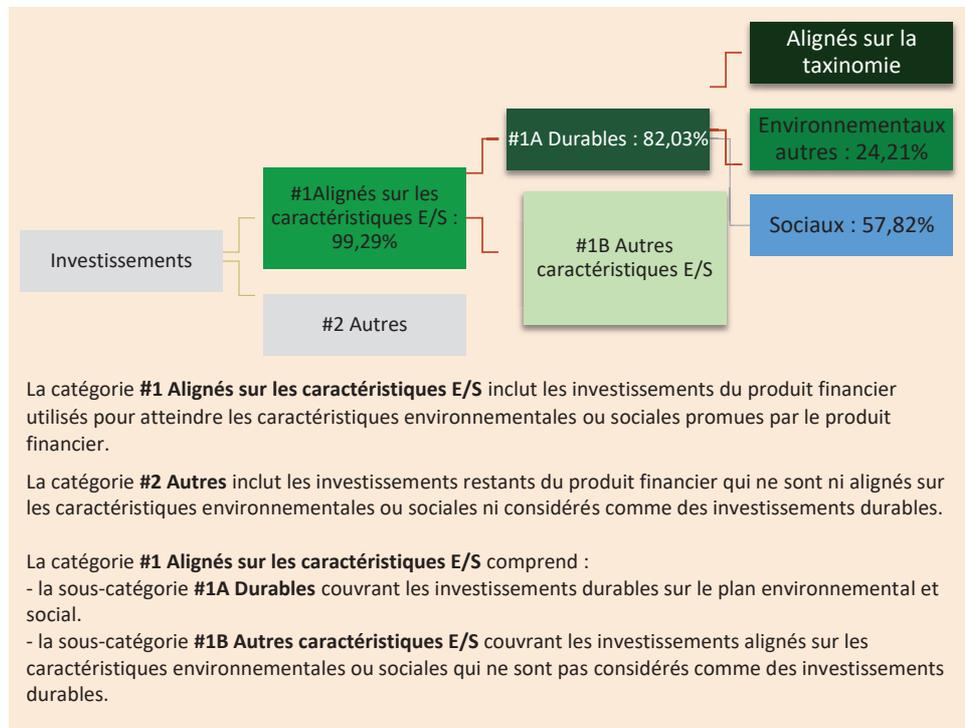 Alignés sur la
taxinomie
#1A Durables : 82,03%
Environnementaux
autres : 24,21%
#1Alignés sur les
caractéristiques E/S :
99,29%
Sociaux : 57,82%
#1B Autres
caractéristiques E/S
Investissements
#2 Autres
La catégorie #1 Alignés sur les caractéristiques E/S inclut les investissements du produit financier
utilisés pour atteindre les caractéristiques environnementales ou sociales promues par le produit
financier.
La catégorie #2 Autres inclut les investissements restants du produit financier qui ne sont ni alignés sur
les caractéristiques environnementales ou sociales ni considérés comme des investissements durables.
La catégorie #1 Alignés sur les caractéristiques E/S comprend :
- la sous-catégorie #1A Durables couvrant les investissements durables sur le plan environnemental et
social.
- la sous-catégorie #1B Autres caractéristiques E/S couvrant les investissements alignés sur les
caractéristiques environnementales ou sociales qui ne sont pas considérés comme des investissements
durables.